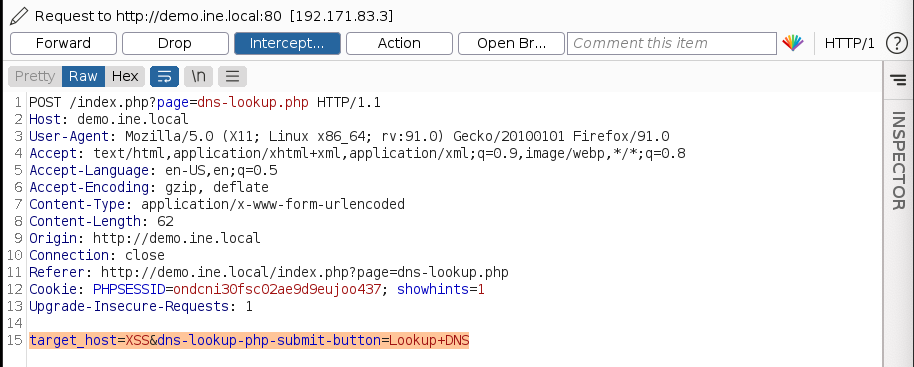 Request to http://demo.ine.local:80 [192.171.83.3]
Forward Drop Intercept... Action Open Br... Comment this item HTTP/1 ?
Pretty Raw Hex \n
INSPECTOR
1 POST /index.php?page=dns-lookup.php HTTP/1.1
2 Host: demo.ine.local
3 User-Agent: Mozilla/5.0 (X11; Linux x86_64; rv:91.0) Gecko/20100101 Firefox/91.0
4 Accept: text/html,application/xhtml+xml,application/xml;q=0.9,image/webp,*/*;q=0.8
5 Accept-Language: en-US,en;q=0.5
6 Accept-Encoding: gzip, deflate
7 Content-Type: application/x-www-form-urlencoded
8 Content-Length: 62
9 Origin: http://demo.ine.local
10 Connection: close
11 Referer: http://demo.ine.local/index.php?page=dns-lookup.php
12 Cookie: PHPSESSID=ondcni30fsc02ae9d9eujoo437; showhints=1
13 Upgrade-Insecure-Requests: 1
14
15 target_host=XSS&dns-lookup-php-submit-button=Lookup+DNS